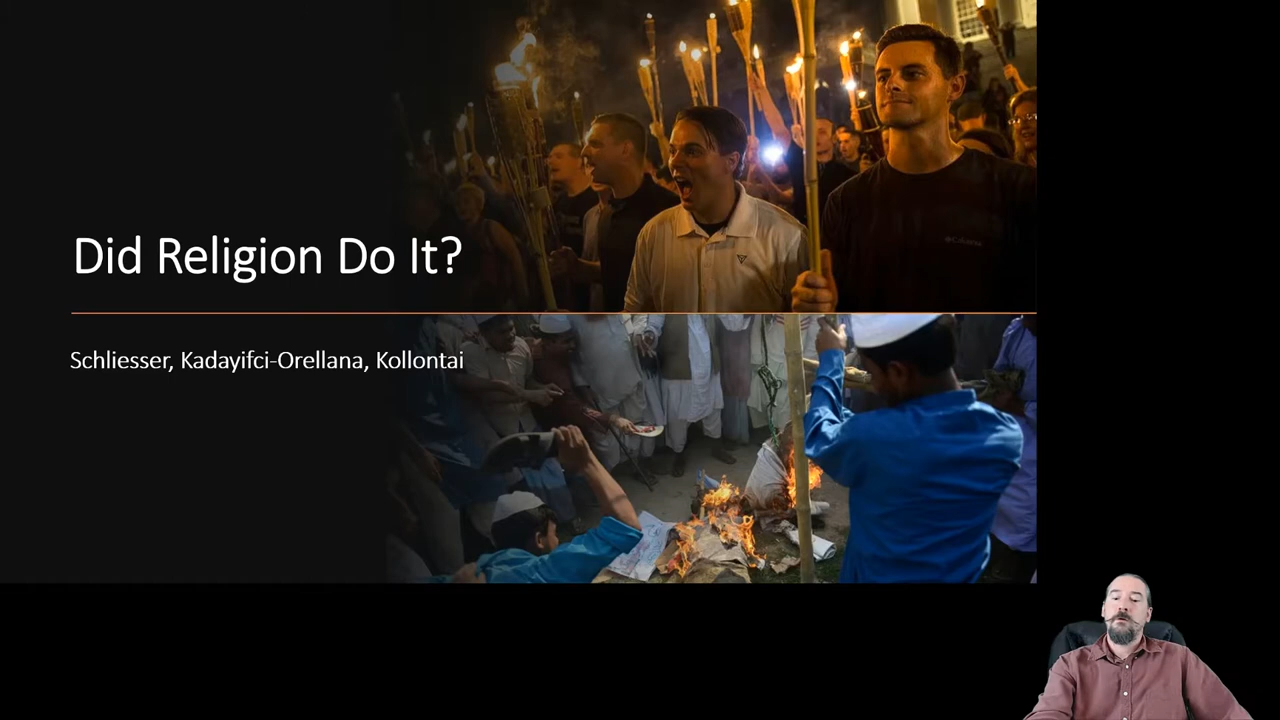 Did Religion Do It?
Schliesser, Kadayifci-Orellana, Kollontai